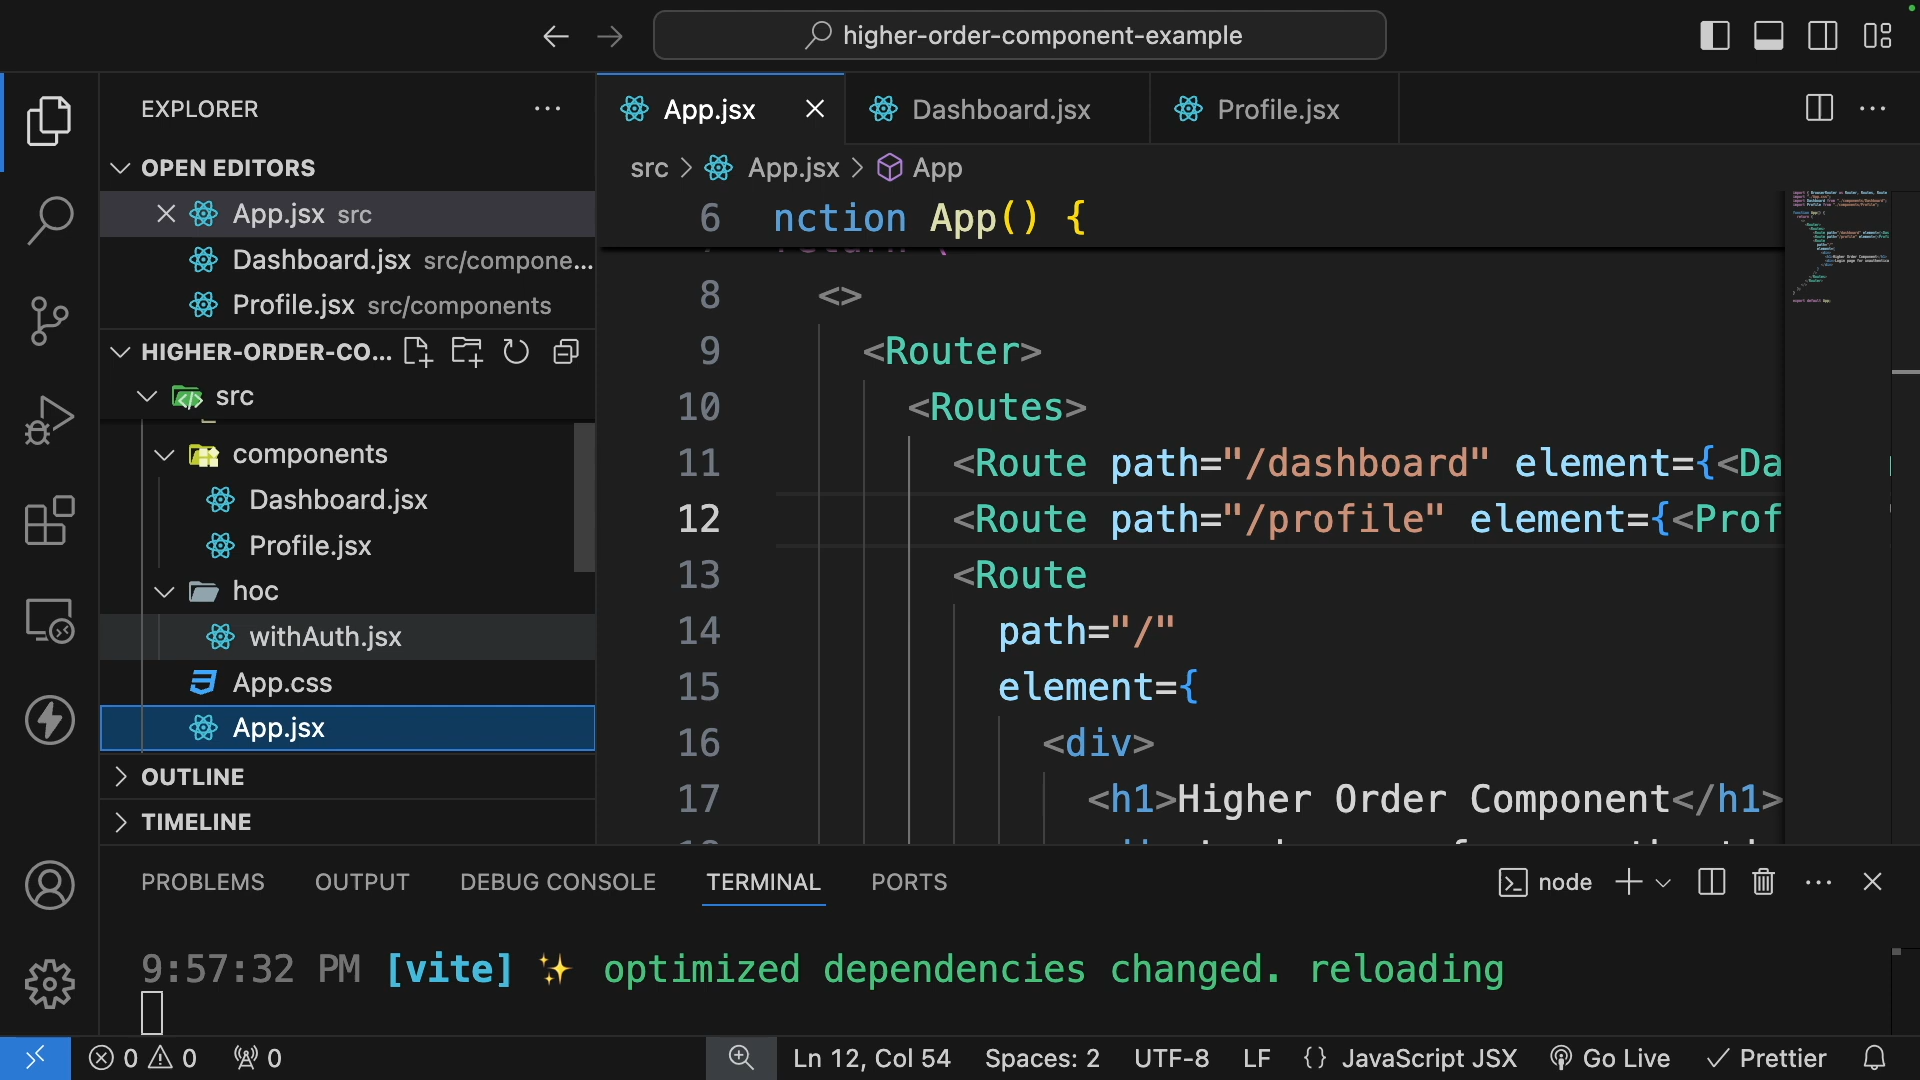 higher-order-component-example
EXPLORER
OPEN EDITORS
App.jsx src
Dashboard.jsx src/compone...
Profile.jsx src/components
HIGHER-ORDER-CO...
src
components
Dashboard.jsx
Profile.jsx
hoc
withAuth.jsx
App.css
App.jsx
OUTLINE
TIMELINE
App.jsx
Dashboard.jsx
Profile.jsx
src > App.jsx > App
6 nction App() {
8 <>
9 <Router>
10 <Routes>
11 <Route path="/dashboard" element={<Da
12 <Route path="/profile" element={<Prof
13 <Route
14 path="/"
15 element={
16 <div>
17 <h1>Higher Order Component</h1>
PROBLEMS OUTPUT DEBUG CONSOLE TERMINAL PORTS
node
9:57:32 PM [vite] ✨ optimized dependencies changed. reloading
0 0 0
Ln 12, Col 54 Spaces: 2 UTF-8 LF {} JavaScript JSX Go Live Prettier